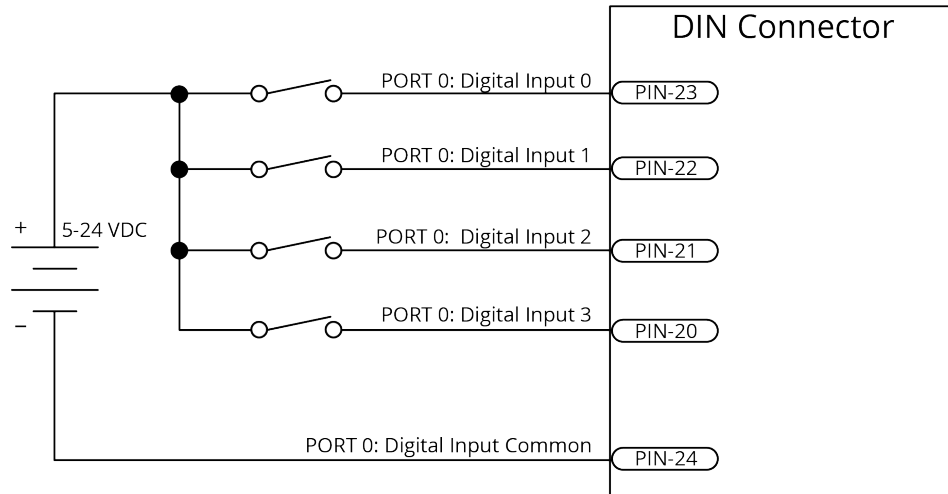 DIN Connector
PORT 0: Digital Input 0
PIN-23
PORT 0: Digital Input 1
PIN-22
+
5-24 VDC
PORT 0:  Digital Input 2
PIN-21
PORT 0: Digital Input 3
PIN-20
–
PORT 0: Digital Input Common
PIN-24